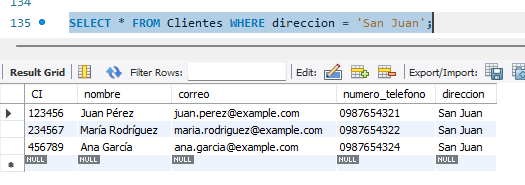 134
135 SELECT * FROM Clientes WHERE direccion = 'San Juan';
Result Grid Filter Rows: Edit: Export/Import:
CI nombre correo numero_telefono direccion
123456 Juan Pérez juan.perez@example.com 0987654321 San Juan
234567 María Rodríguez maria.rodriguez@example.com 0987654322 San Juan
456789 Ana García ana.garcia@example.com 0987654324 San Juan
NULL NULL NULL NULL NULL